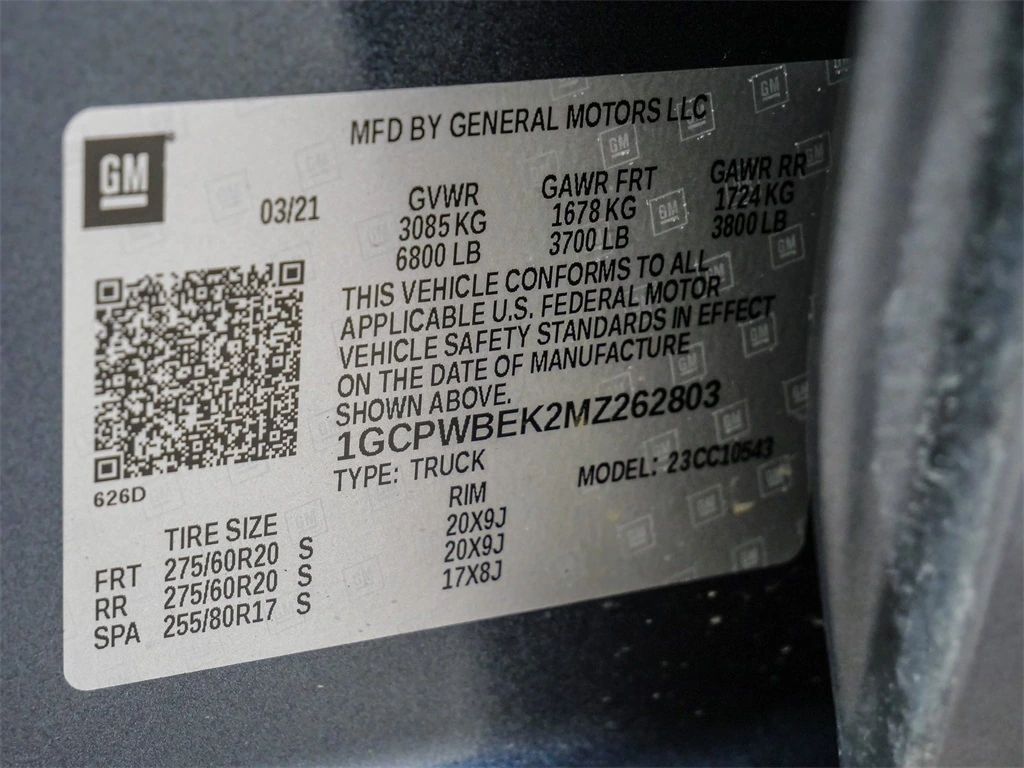 GM
MFD BY GENERAL MOTORS LLC
03/21
GVWR GAWR FRT GAWR RR
3085 KG 1678 KG 1724 KG
6800 LB 3700 LB 3800 LB
THIS VEHICLE CONFORMS TO ALL
APPLICABLE U.S. FEDERAL MOTOR
VEHICLE SAFETY STANDARDS IN EFFECT
ON THE DATE OF MANUFACTURE
SHOWN ABOVE.
1GCPWBEK2MZ262803
TYPE: TRUCK MODEL: 23CC10543
626D
TIRE SIZE RIM
FRT 275/60R20 S 20X9J
RR 275/60R20 S 20X9J
SPA 255/80R17 S 17X8J